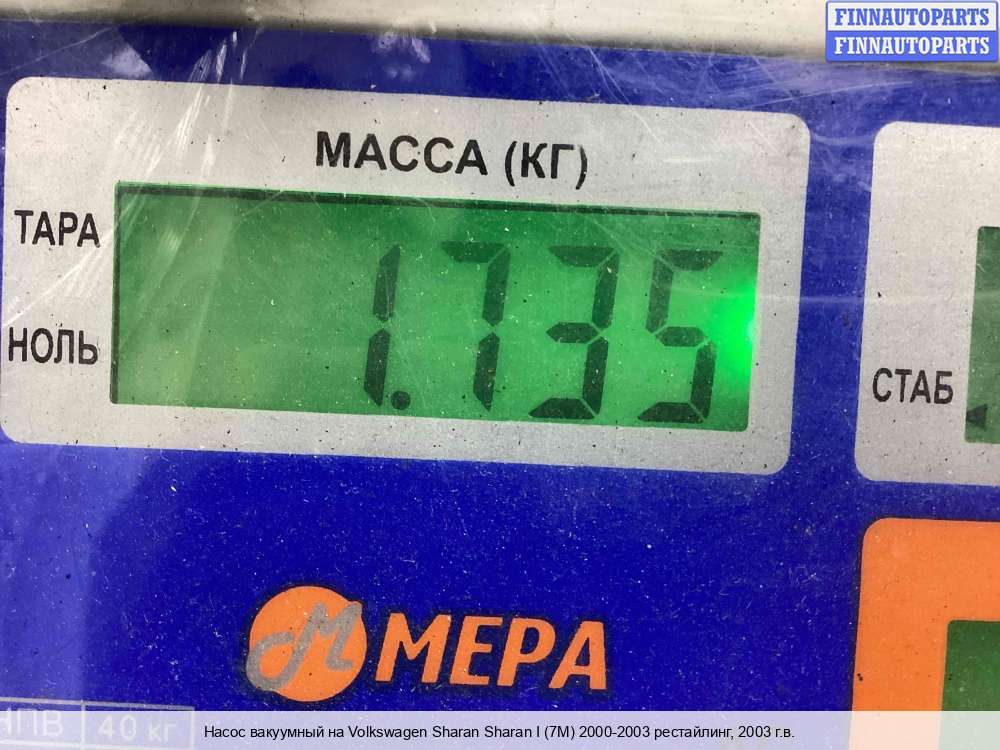 FINNAUTOPARTS
FINNAUTOPARTS
МАССА (КГ)
ТАРА
1.735
НОЛЬ
СТАБ
М МЕРА
НПВ 40 кг
Насос вакуумный на Volkswagen Sharan Sharan I (7M) 2000-2003 рестайлинг, 2003 г.в.